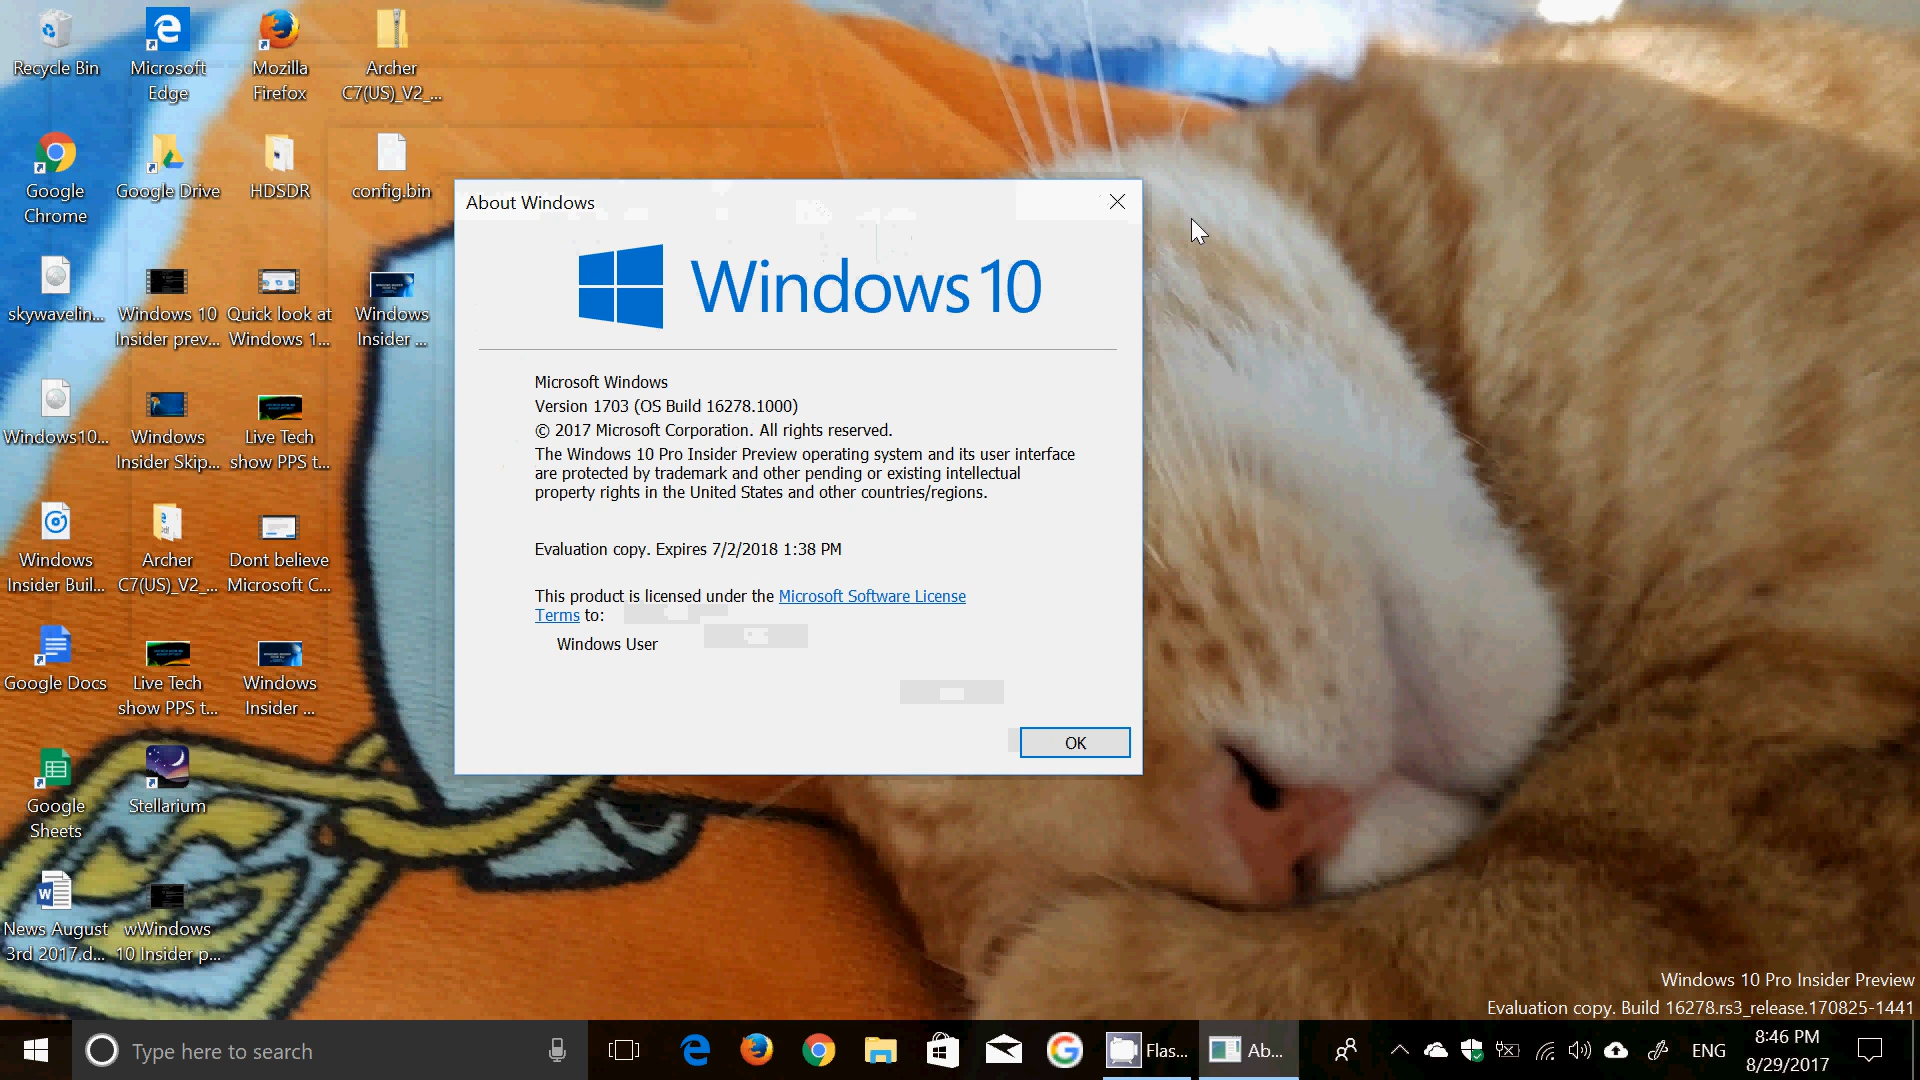 Recycle Bin
Microsoft
Edge
Mozilla
Firefox
Archer
C7(US)_V2_...
Google
Chrome
Google Drive
HDSDR
config.bin
skywavelin...
Windows 10
Insider prev...
Quick look at
Windows 1...
Windows
Insider ...
Windows10...
Windows
Insider Skip...
Live Tech
show PPS t...
Windows
Insider Buil...
Archer
C7(US)_V2_...
Dont believe
Microsoft C...
Google Docs
Live Tech
show PPS t...
Windows
Insider ...
Google
Sheets
Stellarium
News August
3rd 2017.d...
wWindows
10 Insider p...
About Windows
Windows 10
Microsoft Windows
Version 1703 (OS Build 16278.1000)
© 2017 Microsoft Corporation. All rights reserved.
The Windows 10 Pro Insider Preview operating system and its user interface
are protected by trademark and other pending or existing intellectual
property rights in the United States and other countries/regions.
Evaluation copy. Expires 7/2/2018 1:38 PM
This product is licensed under the Microsoft Software License
Terms to:
Windows User
OK
Windows 10 Pro Insider Preview
Evaluation copy. Build 16278.rs3_release.170825-1441
Type here to search
Flas...
Ab...
ENG
8:46 PM
8/29/2017